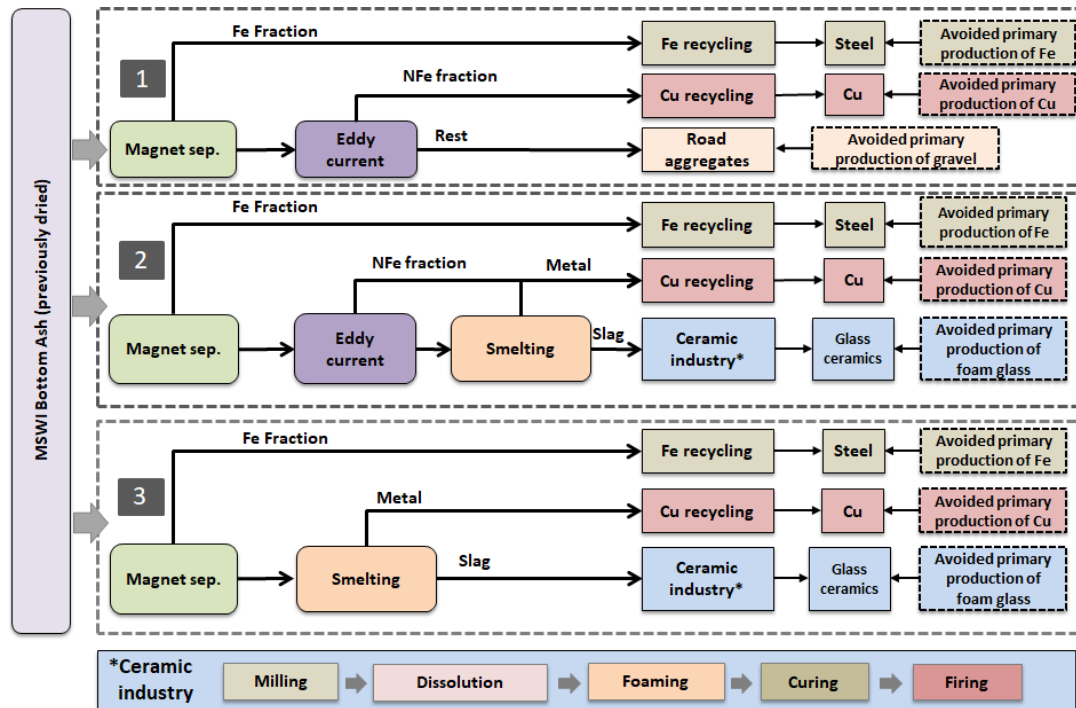 MSWI Bottom Ash (previously dried)
1
Fe Fraction
Fe recycling
Steel
Avoided primary
production of Fe
NFe fraction
Cu recycling
Cu
Avoided primary
production of Cu
Magnet sep.
Eddy
current
Rest
Road
aggregates
Avoided primary
production of gravel
2
Fe Fraction
Fe recycling
Steel
Avoided primary
production of Fe
NFe fraction
Metal
Cu recycling
Cu
Avoided primary
production of Cu
Magnet sep.
Eddy
current
Smelting
Slag
Ceramic
industry*
Glass
ceramics
Avoided primary
production of
foam glass
3
Fe Fraction
Fe recycling
Steel
Avoided primary
production of Fe
Metal
Cu recycling
Cu
Avoided primary
production of Cu
Magnet sep.
Smelting
Slag
Ceramic
industry*
Glass
ceramics
Avoided primary
production of
foam glass
*Ceramic
industry
Milling
Dissolution
Foaming
Curing
Firing